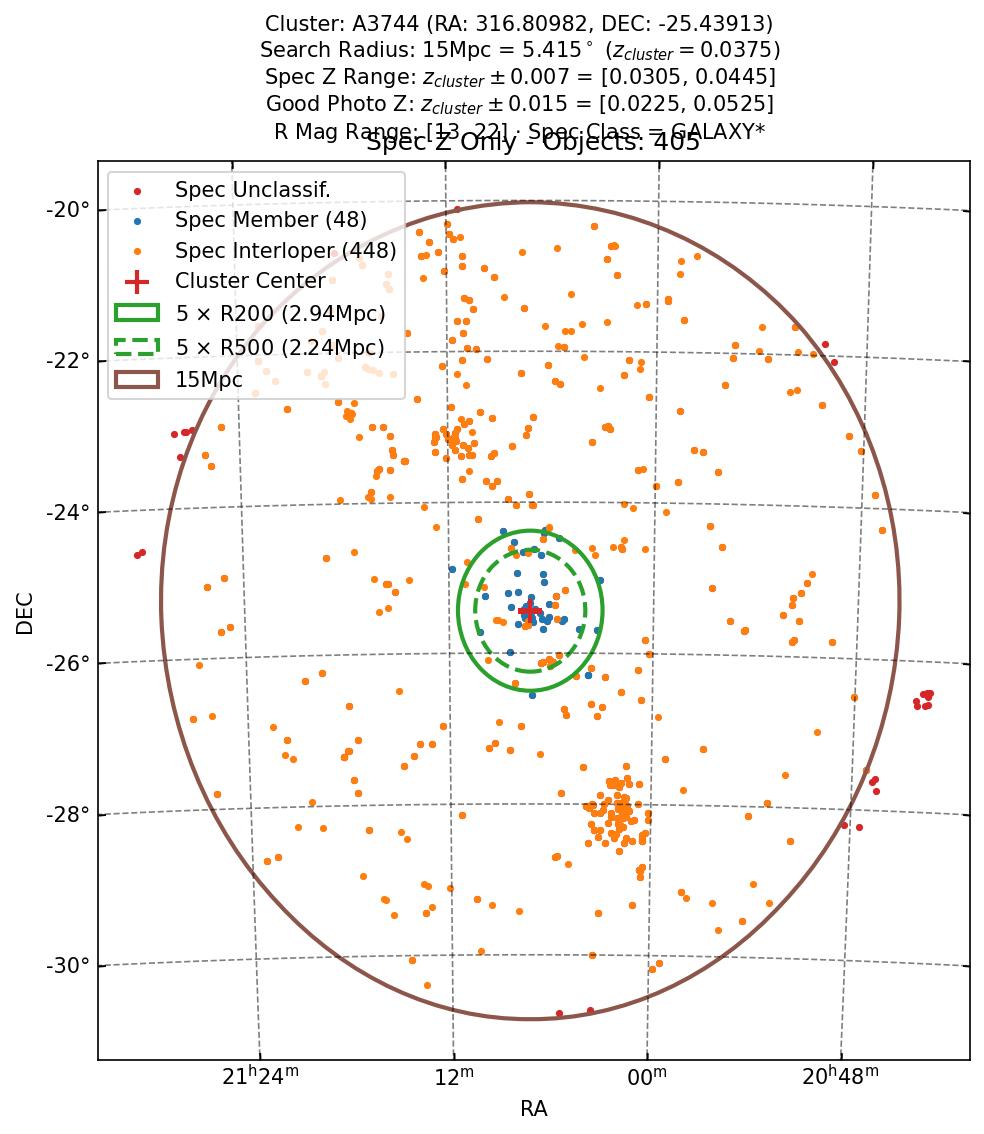 Cluster: A3744 (RA: 316.80982, DEC: -25.43913)
Search Radius: 15Mpc = 5.415° (z_cluster = 0.0375)
Spec Z Range: z_cluster ± 0.007 = [0.0305, 0.0445]
Good Photo Z: z_cluster ± 0.015 = [0.0225, 0.0525]
R Mag Range: [13, 22] · Spec Class = GALAXY*
Spec Z Only - Objects: 405
Spec Unclassif.
Spec Member (48)
Spec Interloper (448)
Cluster Center
5 × R200 (2.94Mpc)
5 × R500 (2.24Mpc)
15Mpc
-20°
-22°
-24°
-26°
-28°
-30°
DEC
21ʰ24ᵐ 12ᵐ 00ᵐ 20ʰ48ᵐ
RA